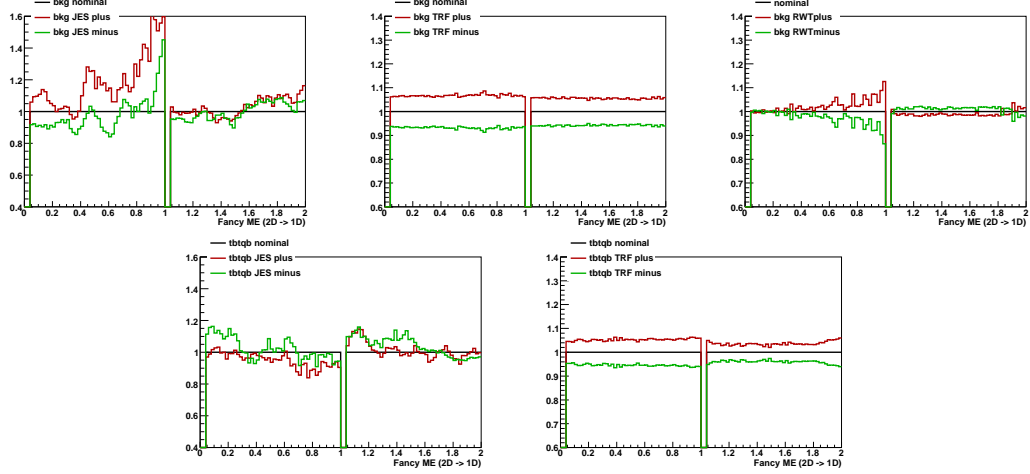 bkg nominal
bkg JES plus
bkg JES minus
1.6
1.4
1.2
1
0.8
0.6
0.4
0 0.2 0.4 0.6 0.8 1 1.2 1.4 1.6 1.8 2
Fancy ME (2D -> 1D)
bkg nominal
bkg TRF plus
bkg TRF minus
1.4
1.3
1.2
1.1
1
0.9
0.8
0.7
0.6
0 0.2 0.4 0.6 0.8 1 1.2 1.4 1.6 1.8 2
Fancy ME (2D -> 1D)
nominal
bkg RWTplus
bkg RWTminus
1.4
1.3
1.2
1.1
1
0.9
0.8
0.7
0.6
0 0.2 0.4 0.6 0.8 1 1.2 1.4 1.6 1.8 2
Fancy ME (2D -> 1D)
tbtqb nominal
tbtqb JES plus
tbtqb JES minus
1.6
1.4
1.2
1
0.8
0.6
0.4
0 0.2 0.4 0.6 0.8 1 1.2 1.4 1.6 1.8 2
Fancy ME (2D -> 1D)
tbtqb nominal
tbtqb TRF plus
tbtqb TRF minus
1.4
1.3
1.2
1.1
1
0.9
0.8
0.7
0.6
0 0.2 0.4 0.6 0.8 1 1.2 1.4 1.6 1.8 2
Fancy ME (2D -> 1D)